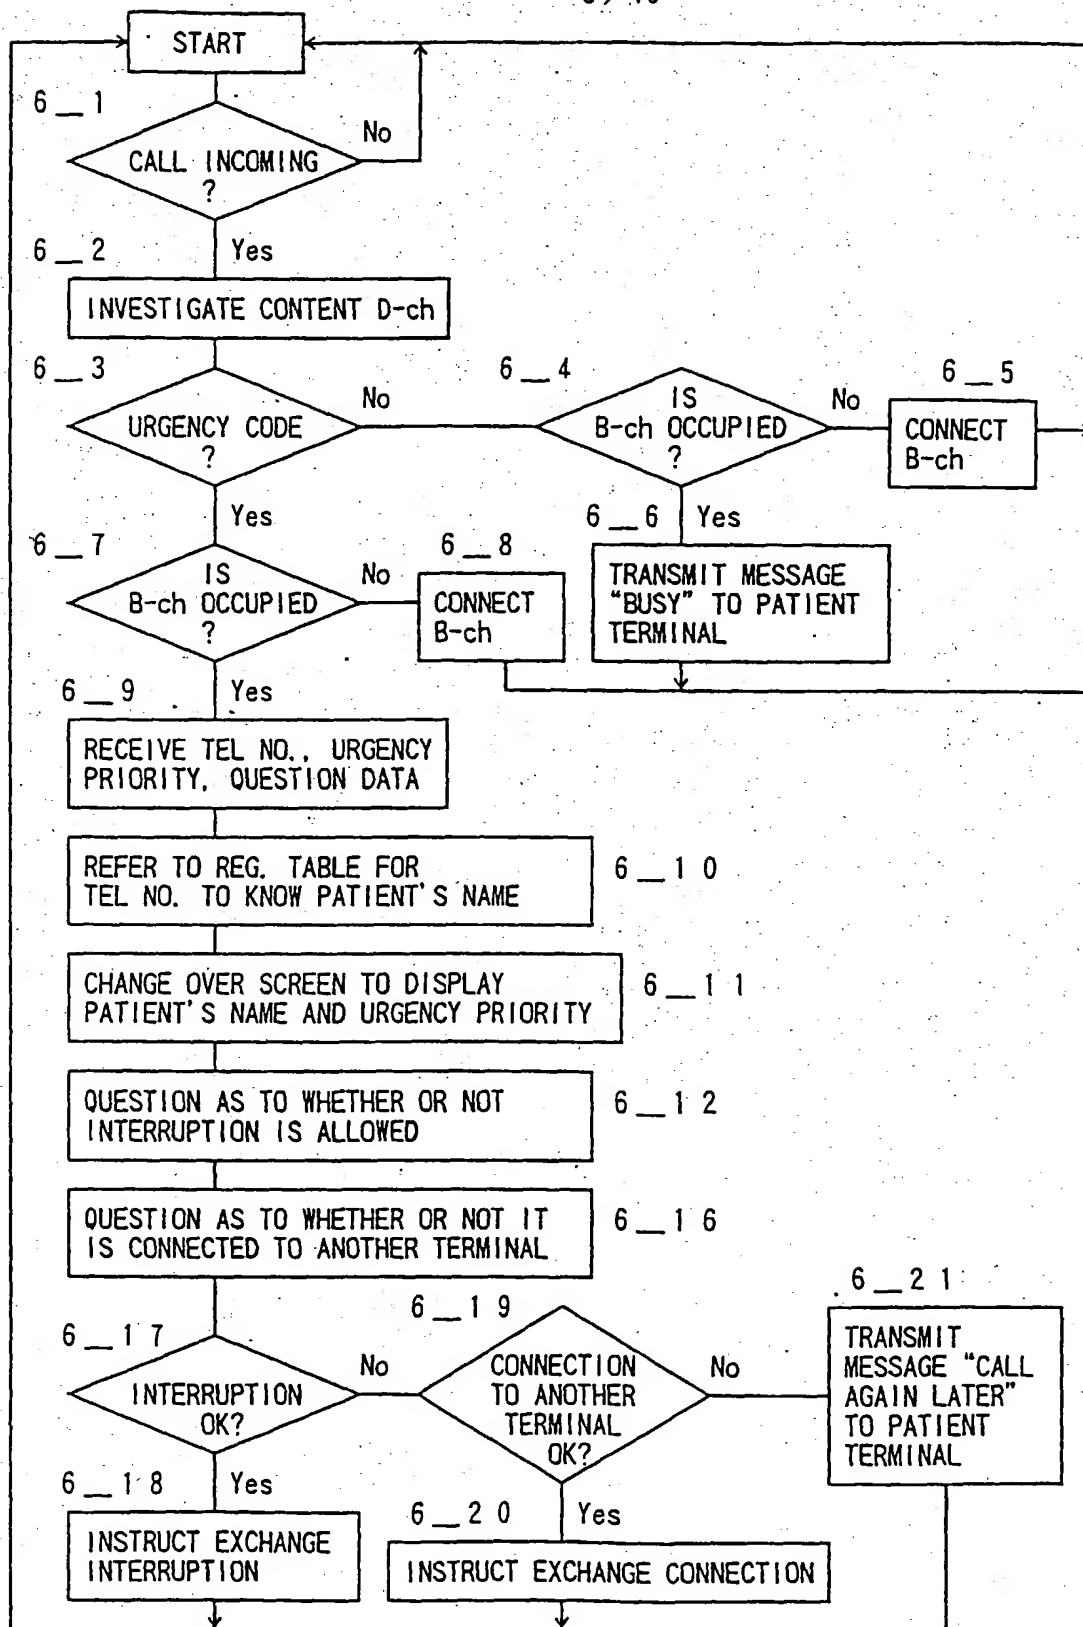 START
6_1
No
CALL INCOMING
?
6_2
Yes
INVESTIGATE CONTENT D-ch
6_3
No
URGENCY CODE
?
6_4
IS
B-ch OCCUPIED
?
No
6_5
CONNECT
B-ch
Yes
6_6
Yes
TRANSMIT MESSAGE
"BUSY" TO PATIENT
TERMINAL
6_7
IS
B-ch OCCUPIED
?
No
6_8
CONNECT
B-ch
6_9
Yes
RECEIVE TEL NO., URGENCY
PRIORITY, QUESTION DATA
REFER TO REG. TABLE FOR
TEL NO. TO KNOW PATIENT'S NAME
6_10
CHANGE OVER SCREEN TO DISPLAY
PATIENT'S NAME AND URGENCY PRIORITY
6_11
QUESTION AS TO WHETHER OR NOT
INTERRUPTION IS ALLOWED
6_12
QUESTION AS TO WHETHER OR NOT IT
IS CONNECTED TO ANOTHER TERMINAL
6_16
6_17
INTERRUPTION
OK?
No
6_19
CONNECTION
TO ANOTHER
TERMINAL
OK?
No
6_21
TRANSMIT
MESSAGE "CALL
AGAIN LATER"
TO PATIENT
TERMINAL
6_18
Yes
INSTRUCT EXCHANGE
INTERRUPTION
6_20
Yes
INSTRUCT EXCHANGE CONNECTION